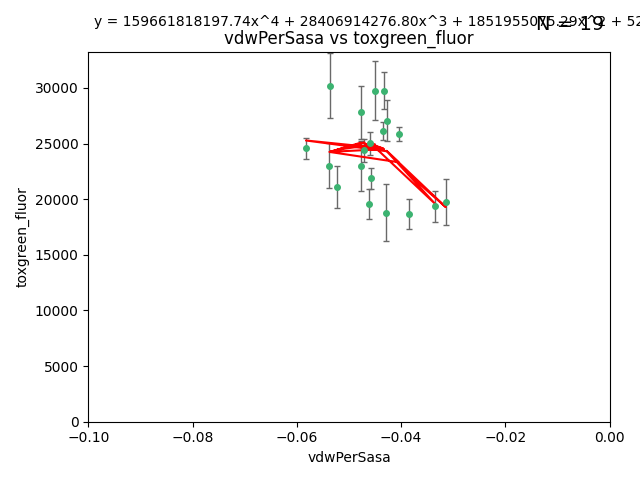 y = 159661818197.74x^4 + 28406914276.80x^3 + 1851955075.29x^2 + 52
N = 19
vdwPerSasa vs toxgreen_fluor
30000
25000
20000
15000
10000
5000
0
toxgreen_fluor
−0.10 −0.08 −0.06 −0.04 −0.02 0.00
vdwPerSasa